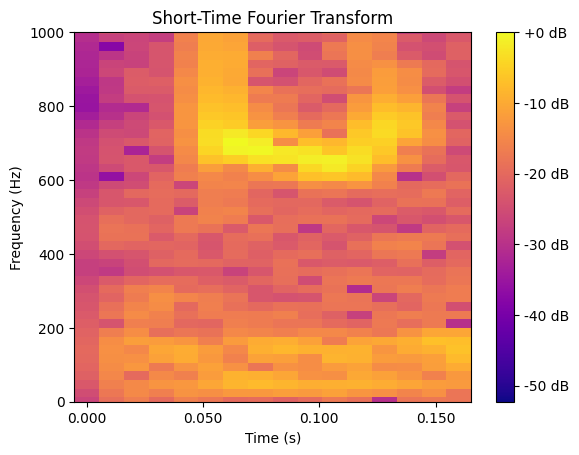 Short-Time Fourier Transform
Frequency (Hz)
1000
800
600
400
200
0
0.000
0.050
0.100
0.150
Time (s)
+0 dB
-10 dB
-20 dB
-30 dB
-40 dB
-50 dB